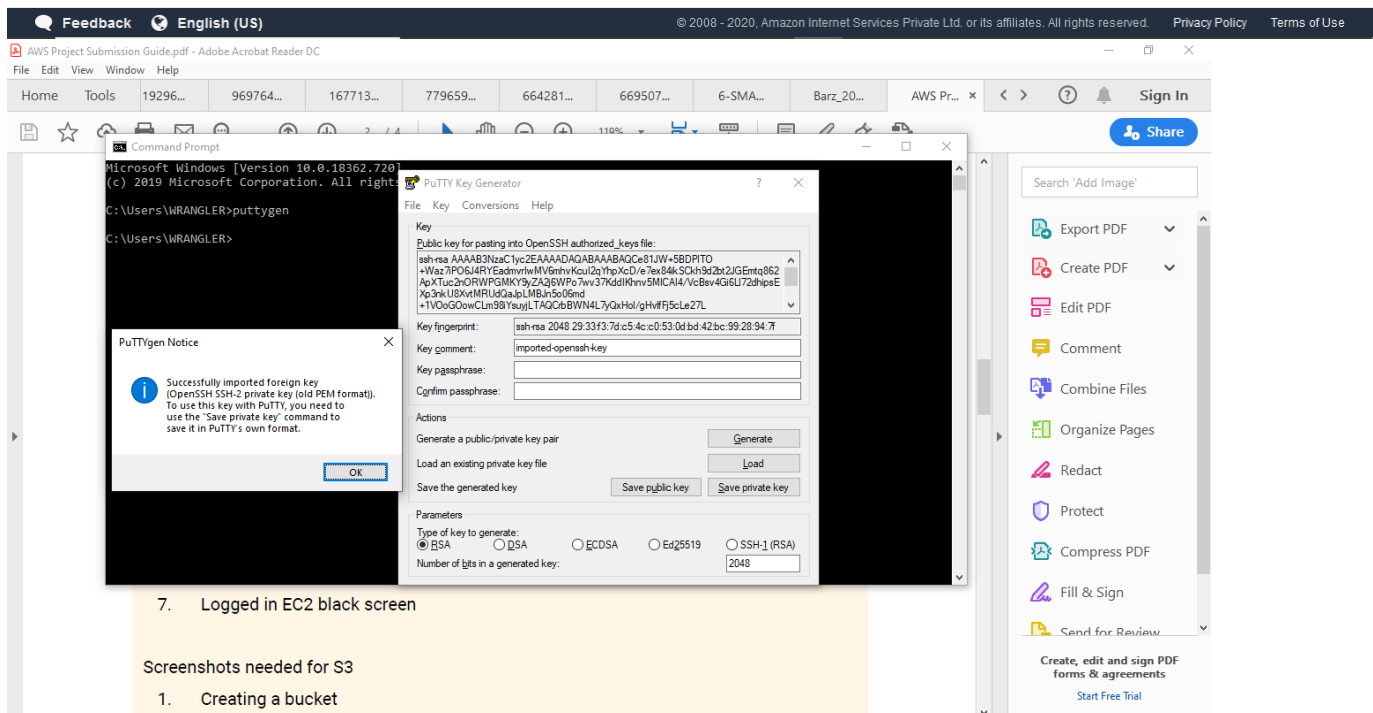 Feedback English (US) © 2008 - 2020, Amazon Internet Services Private Ltd. or its affiliates. All rights reserved. Privacy Policy Terms of Use
AWS Project Submission Guide.pdf - Adobe Acrobat Reader DC
File Edit View Window Help
Home Tools 19296... 969764... 167713... 779659... 664281... 669507... 6-SMA... Barz_20... AWS Pr... × Sign In
Share
Command Prompt
Microsoft Windows [Version 10.0.18362.720]
(c) 2019 Microsoft Corporation. All rights
C:\Users\WRANGLER>puttygen
C:\Users\WRANGLER>
PuTTY Key Generator
File Key Conversions Help
Key
Public key for pasting into OpenSSH authorized_keys file:
Key fingerprint: ssh-rsa 2048 29:33:f3:7d:c5:4c:c0:53:0d:bd:42:bc:99:28:94:7f
Key comment: imported-openssh-key
Key passphrase:
Confirm passphrase:
Actions
Generate a public/private key pair Generate
Load an existing private key file Load
Save the generated key Save public key Save private key
Parameters
Type of key to generate:
RSA DSA ECDSA Ed25519 SSH-1 (RSA)
Number of bits in a generated key: 2048
PuTTYgen Notice
Successfully imported foreign key
(OpenSSH SSH-2 private key (old PEM format)).
To use this key with PuTTY, you need to
use the "Save private key" command to
save it in PuTTY's own format.
OK
7. Logged in EC2 black screen
Screenshots needed for S3
1. Creating a bucket
Search 'Add Image'
Export PDF
Create PDF
Edit PDF
Comment
Combine Files
Organize Pages
Redact
Protect
Compress PDF
Fill & Sign
Send for Review
Create, edit and sign PDF
forms & agreements
Start Free Trial